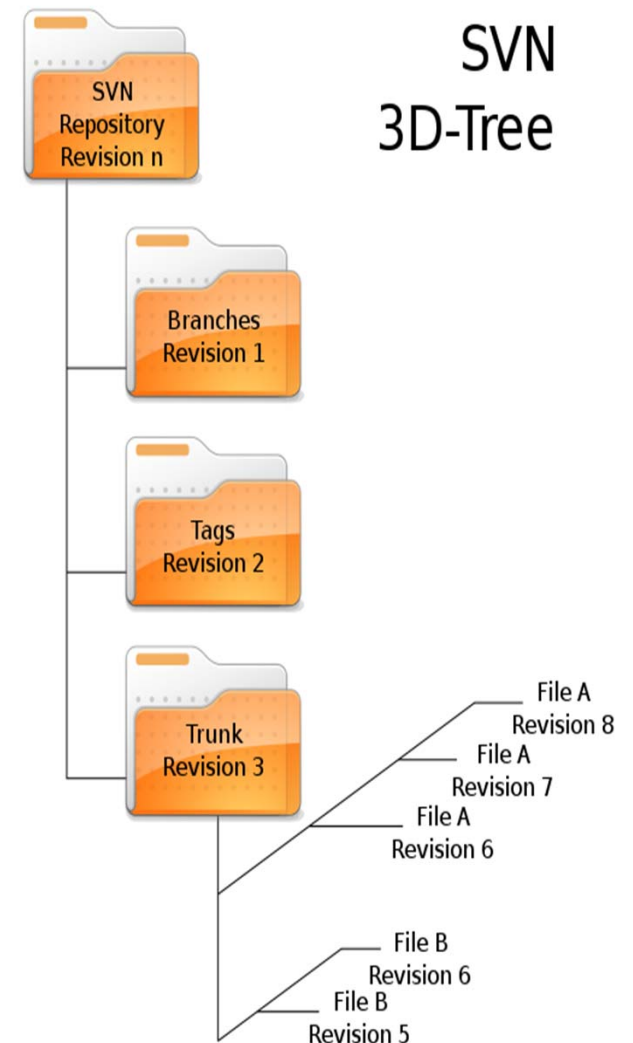 SVN
3D-Tree
SVN
Repository
Revision n
Branches
Revision 1
Tags
Revision 2
Trunk
Revision 3
File A
Revision 8
File A
Revision 7
File A
Revision 6
File B
Revision 6
File B
Revision 5